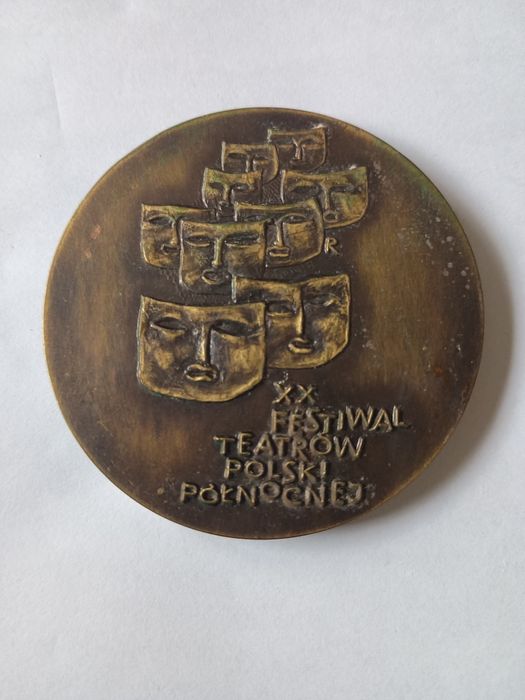 R
XX
FESTIWAL
TEATRÓW
POLSKI
PÓŁNOCNEJ